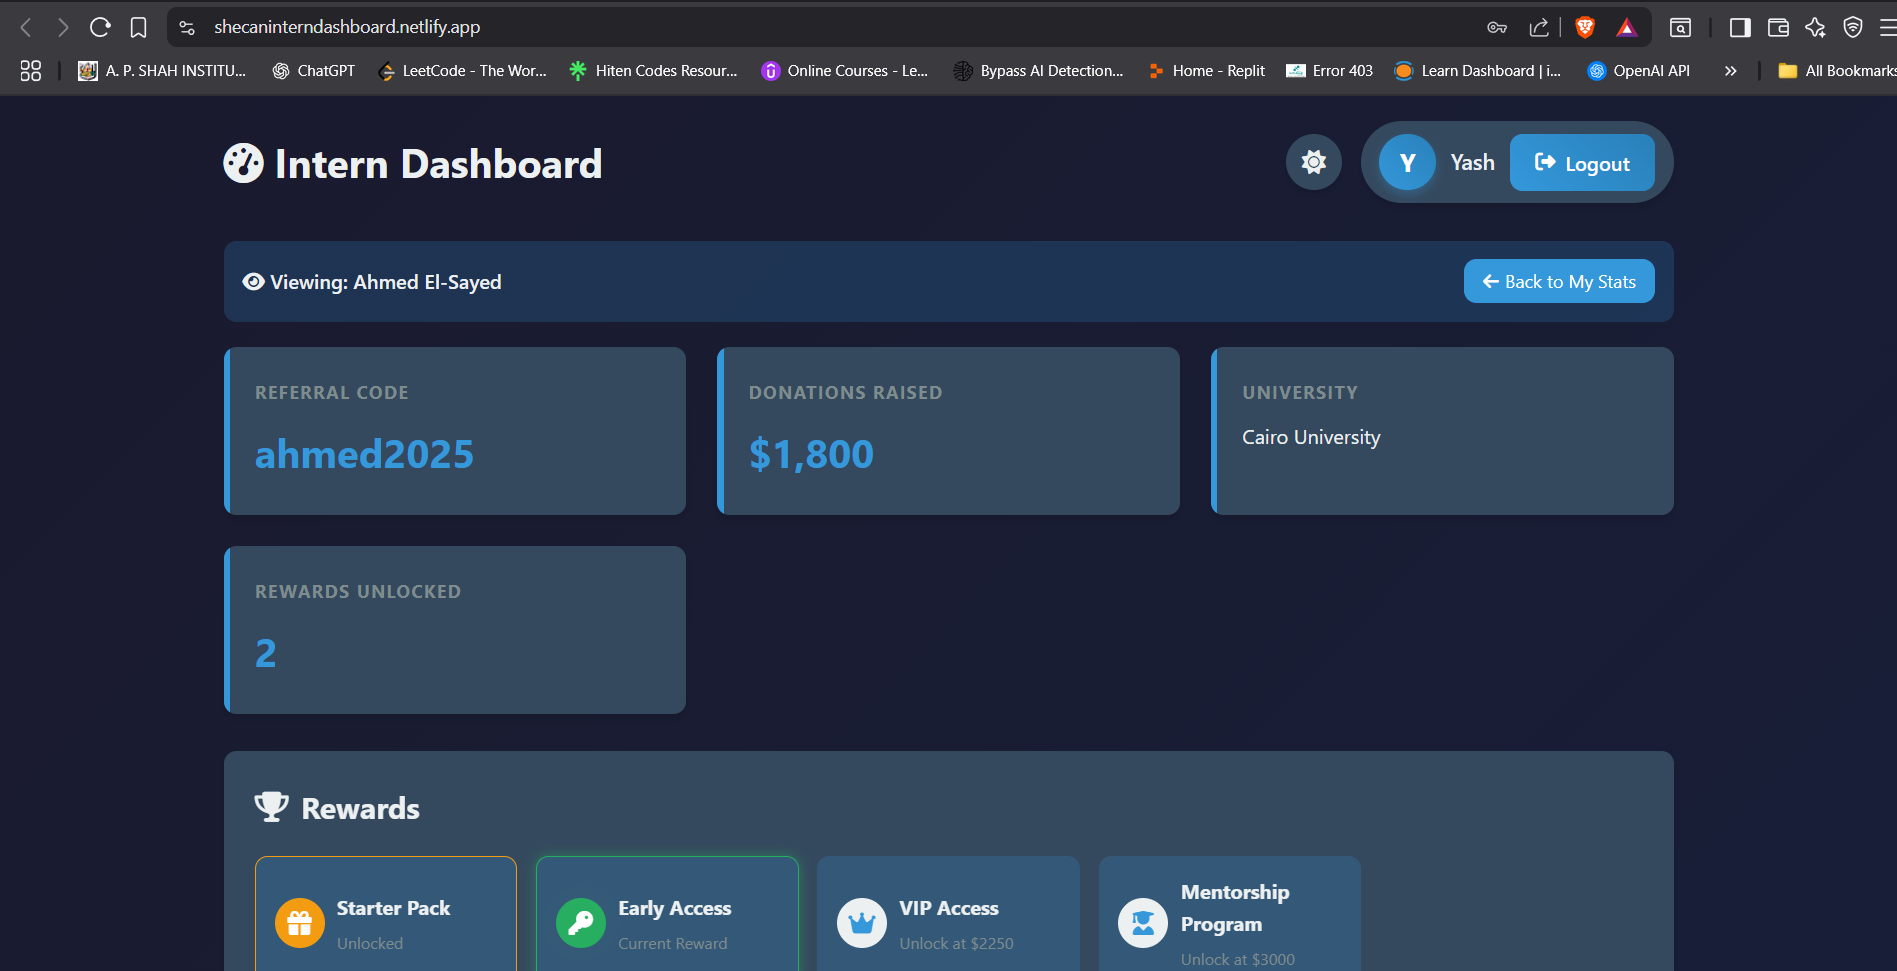 shecaninterndashboard.netlify.app
A. P. SHAH INSTITU... ChatGPT LeetCode - The Wor... Hiten Codes Resour... Online Courses - Le... Bypass AI Detection... Home - Replit Error 403 Learn Dashboard | i... OpenAI API » All Bookmarks
Intern Dashboard
Y Yash Logout
Viewing: Ahmed El-Sayed
Back to My Stats
REFERRAL CODE
ahmed2025
DONATIONS RAISED
$1,800
UNIVERSITY
Cairo University
REWARDS UNLOCKED
2
Rewards
Starter Pack
Unlocked
Early Access
Current Reward
VIP Access
Unlock at $2250
Mentorship
Program
Unlock at $3000